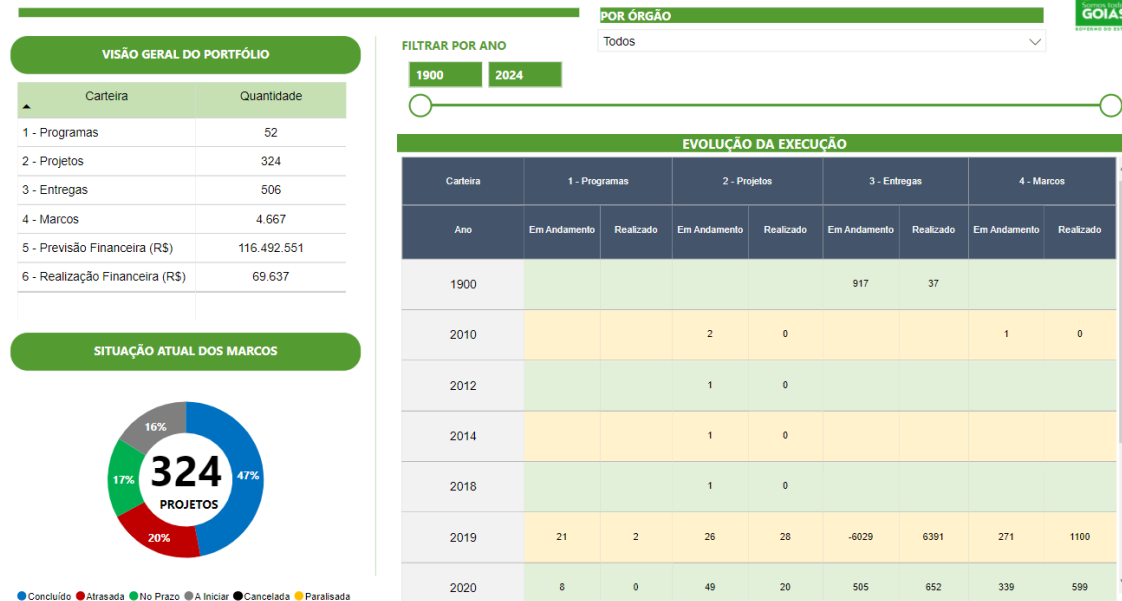 POR ÓRGÃO
Somos todos
GOIÁS
VISÃO GERAL DO PORTFÓLIO
FILTRAR POR ANO
Todos
1900 2024
Carteira Quantidade
1 - Programas 52
2 - Projetos 324
3 - Entregas 506
4 - Marcos 4.667
5 - Previsão Financeira (R$) 116.492.551
6 - Realização Financeira (R$) 69.637
SITUAÇÃO ATUAL DOS MARCOS
16%
47%
17%
20%
324
PROJETOS
Concluído Atrasada No Prazo A Iniciar Cancelada Paralisada
EVOLUÇÃO DA EXECUÇÃO
Carteira 1 - Programas 2 - Projetos 3 - Entregas 4 - Marcos
Ano Em Andamento Realizado Em Andamento Realizado Em Andamento Realizado Em Andamento Realizado
1900 917 37
2010 2 0 1 0
2012 1 0
2014 1 0
2018 1 0
2019 21 2 26 28 -6029 6391 271 1100
2020 8 0 49 20 505 652 339 599